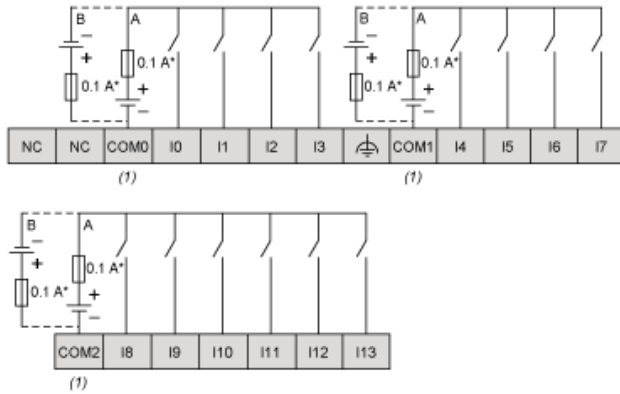 B A B A
− −
+ 0.1 A* + 0.1 A*
0.1 A* + 0.1 A* +
− −
NC NC COM0 I0 I1 I2 I3 COM1 I4 I5 I6 I7
(1) (1)
B A
−
+ 0.1 A*
0.1 A* +
−
COM2 I8 I9 I10 I11 I12 I13
(1)